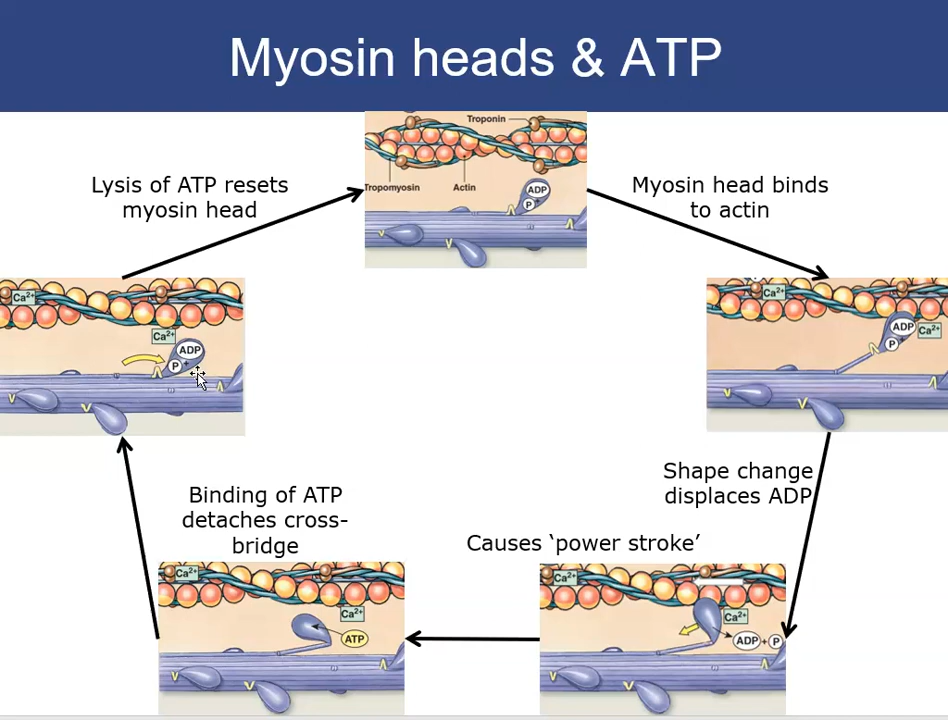 Myosin heads & ATP
Troponin
Tropomyosin
Actin
ADP
P
+
Lysis of ATP resets
myosin head
Myosin head binds
to actin
Ca²⁺
Ca²⁺
ADP
P
+
Ca²⁺
ADP
P
+
Ca²⁺
Shape change
displaces ADP
Binding of ATP
detaches cross-
bridge
Causes ‘power stroke’
Ca²⁺
Ca²⁺
ATP
Ca²⁺
Ca²⁺
ADP + P